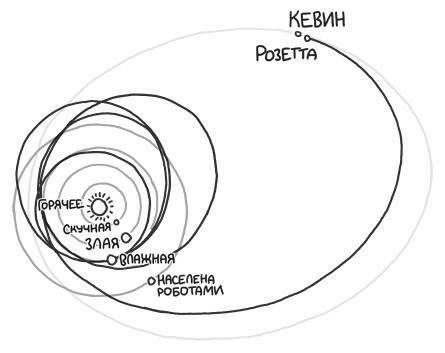 КЕВИН
РОЗЕТТА
ГОРЯЧЕЕ
СКУЧНАЯ
ЗЛАЯ
ВЛАЖНАЯ
НАСЕЛЕНА
РОБОТАМИ